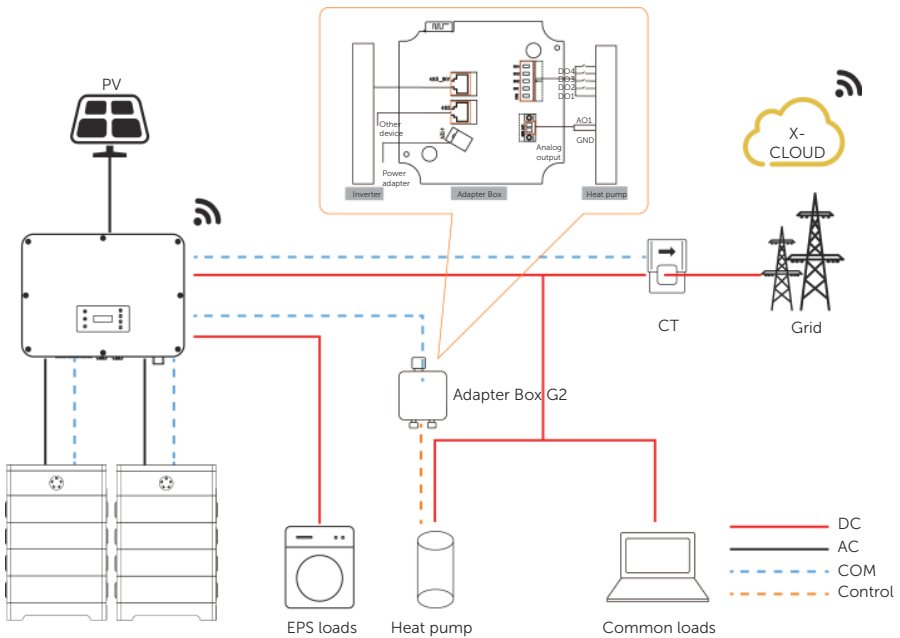 PV
485_INV
485
Other
device
Power
adapter
DO4
DO3
DO2
DO1
AO1
GND
Analog
output
Inverter
Adapter Box
Heat pump
X-
CLOUD
CT
Grid
Adapter Box G2
EPS loads
Heat pump
Common loads
DC
AC
COM
Control